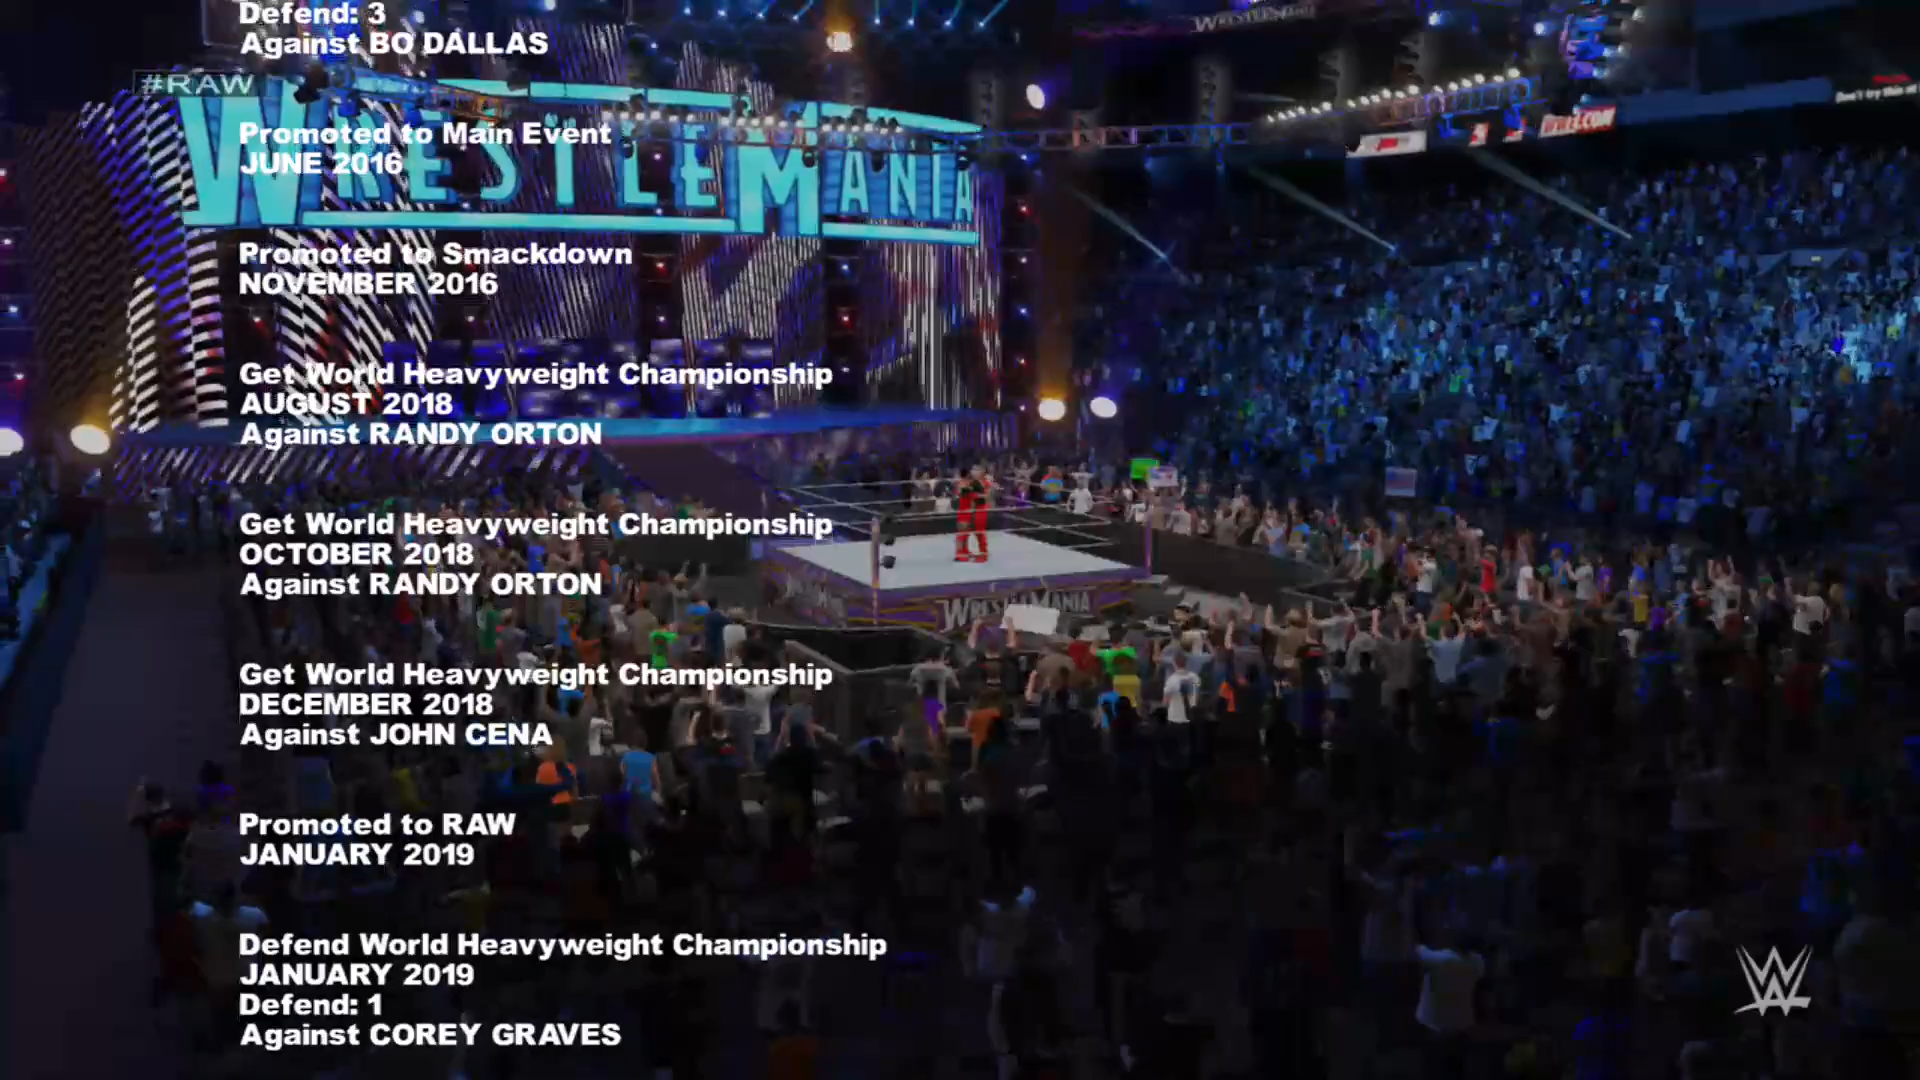 Defend: 3
Against BO DALLAS
#RAW
WRESTLEMANIA
Promoted to Main Event
JUNE 2016
Promoted to Smackdown
NOVEMBER 2016
Get World Heavyweight Championship
AUGUST 2018
Against RANDY ORTON
Get World Heavyweight Championship
OCTOBER 2018
Against RANDY ORTON
WRESTLEMANIA
Get World Heavyweight Championship
DECEMBER 2018
Against JOHN CENA
Promoted to RAW
JANUARY 2019
Defend World Heavyweight Championship
JANUARY 2019
Defend: 1
Against COREY GRAVES